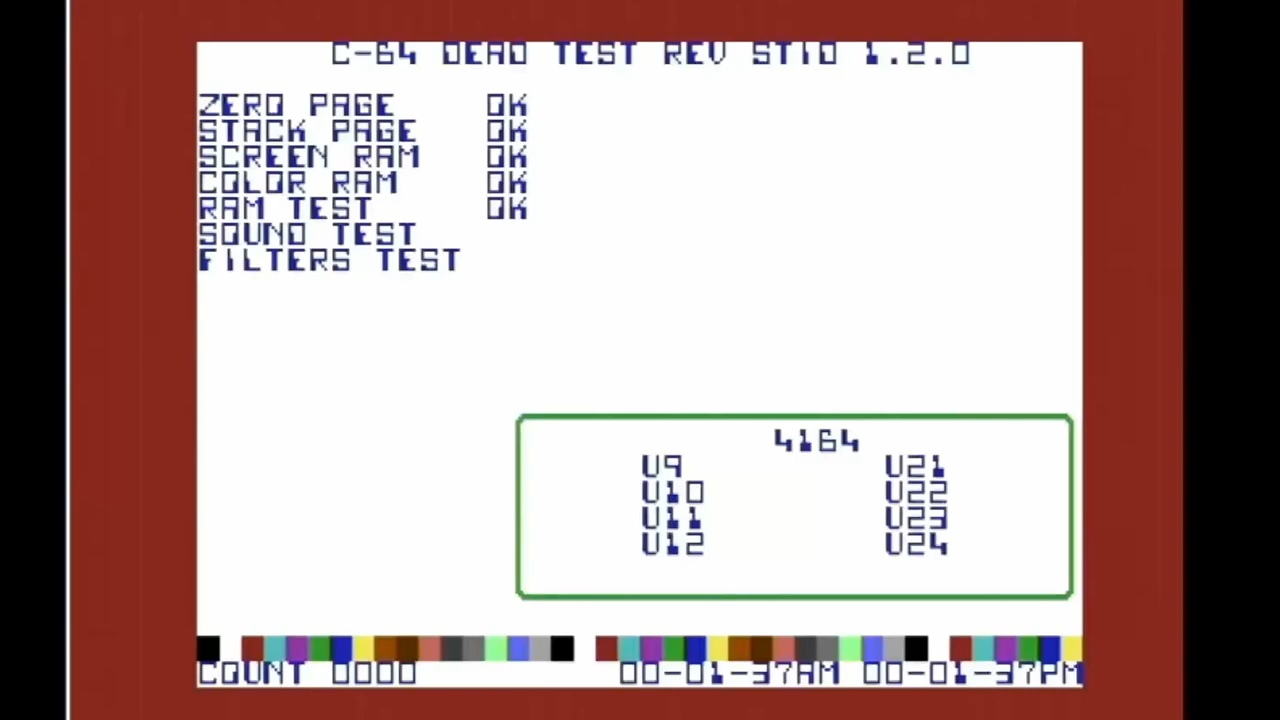 C-64 DEAD TEST REV STID 1.2.0
ZERO PAGE OK
STACK PAGE OK
SCREEN RAM OK
COLOR RAM OK
RAM TEST OK
SOUND TEST
FILTERS TEST
4164
U9 U21
U10 U22
U11 U23
U12 U24
COUNT 0000 00-01-37AM 00-01-37PM